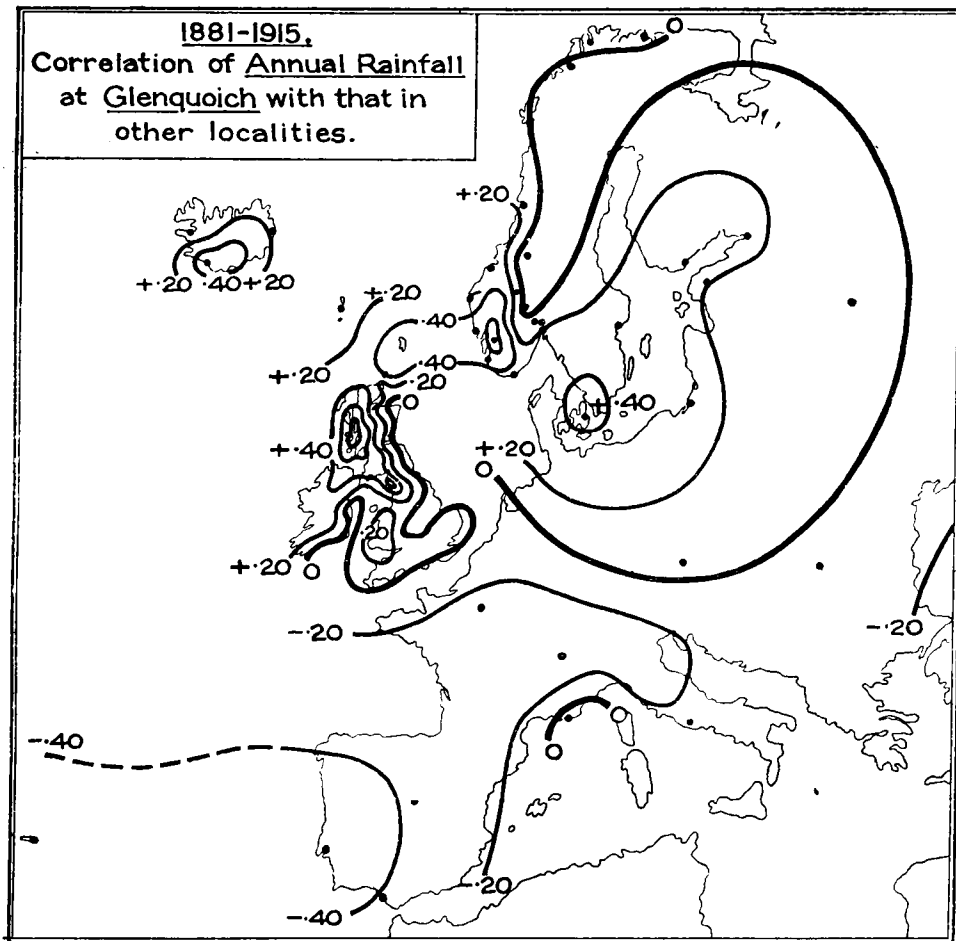 1881-1915.
Correlation of Annual Rainfall
at Glenquoich with that in
other localities.
O
+.20
+.20 .40 +.20
+.20
.40
+.20
.40
.20
O
+.40
+.40
+.20
O
.20
+.20
O
-.20
-.20
O
O
-.40
-.20
-.40